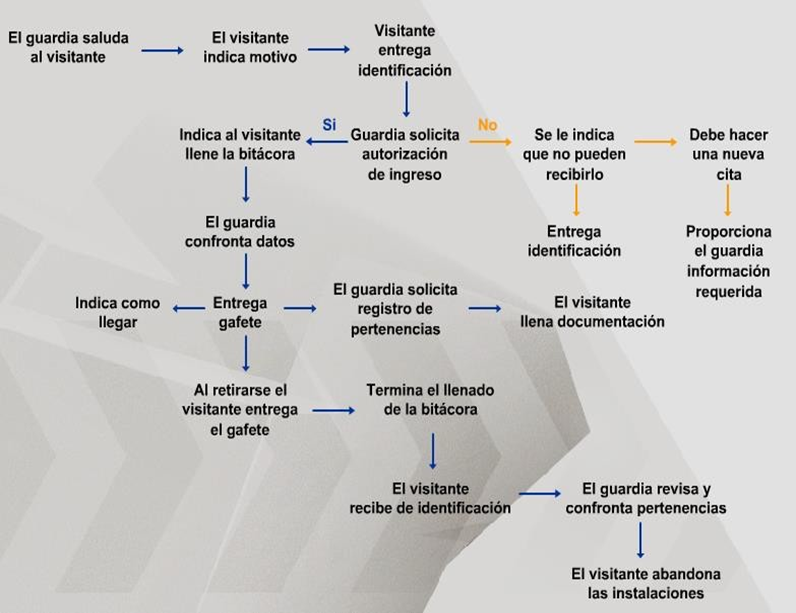 El guardia saluda
al visitante
El visitante
indica motivo
Visitante
entrega
identificación
Si
No
Indica al visitante
llene la bitácora
Guardia solicita
autorización
de ingreso
Se le indica
que no pueden
recibirlo
Debe hacer
una nueva
cita
El guardia
confronta datos
Entrega
identificación
Proporciona
el guardia
información
requerida
Indica como
llegar
Entrega
gafete
El guardia solicita
registro de
pertenencias
El visitante
llena documentación
Al retirarse el
visitante entrega
el gafete
Termina el llenado
de la bitácora
El visitante
recibe de identificación
El guardia revisa y
confronta pertenencias
El visitante abandona
las instalaciones